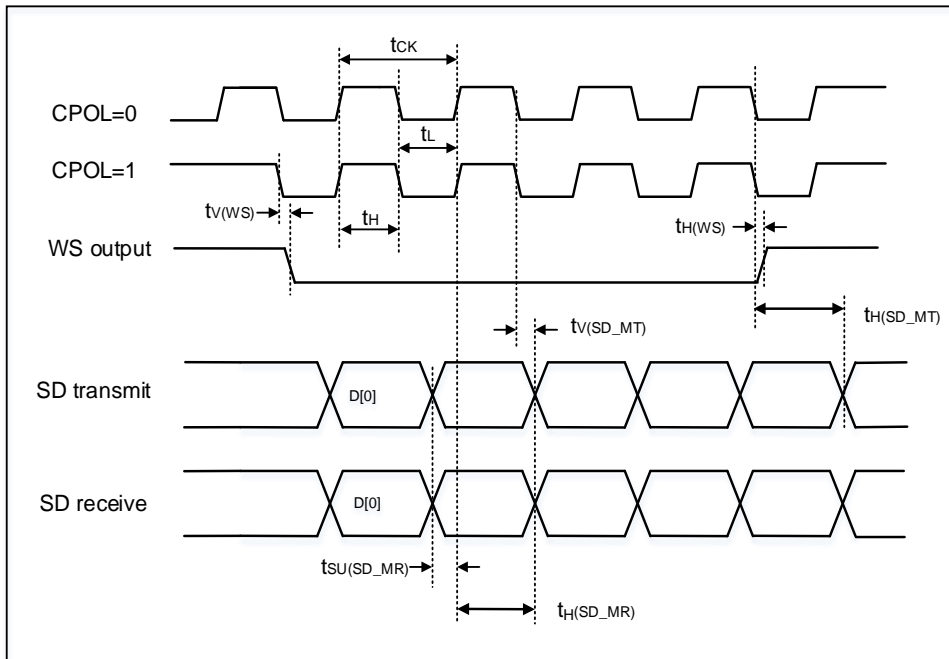 tCK
CPOL=0
tL
CPOL=1
tV(WS)
tH
tH(WS)
WS output
tV(SD_MT)
tH(SD_MT)
SD transmit
D[0]
SD receive
D[0]
tSU(SD_MR)
tH(SD_MR)